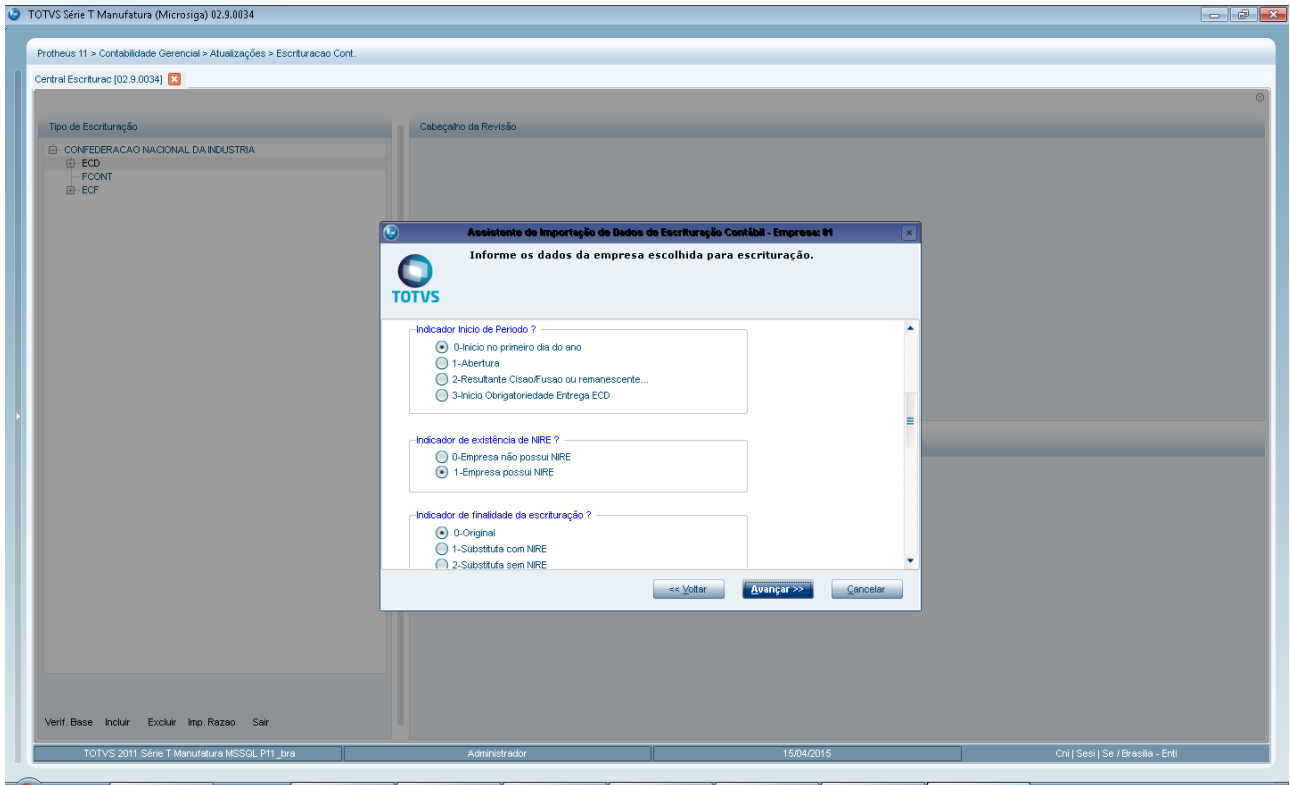 TOTVS Série T Manufatura (Microsiga) 02.9.0034
Protheus 11 > Contabilidade Gerencial > Atualizações > Escrituracao Cont.
Central Escriturac [02.9.0034]
Tipo de Escrituração
Cabeçalho da Revisão
CONFEDERACAO NACIONAL DA INDUSTRIA
ECD
FCONT
ECF
Assistente de Importação de Dados de Escrituração Contábil - Empresa: 01
Informe os dados da empresa escolhida para escrituração.
TOTVS
Indicador Inicio de Periodo ?
0-Inicio no primeiro dia do ano
1-Abertura
2-Resultante Cisao/Fusao ou remanescente...
3-Inicio Obrigatoriedade Entrega ECD
Indicador de existência de NIRE ?
0-Empresa não possui NIRE
1-Empresa possui NIRE
Indicador de finalidade da escrituração ?
0-Original
1-Substituta com NIRE
2-Substituta sem NIRE
<< Voltar Avançar >> Cancelar
Verif. Base Incluir Excluir Imp. Razao Sair
TOTVS 2011 Série T Manufatura MSSQL P11_bra Administrador 15/04/2015 Cni | Sesi | Se / Brasilia - Enti